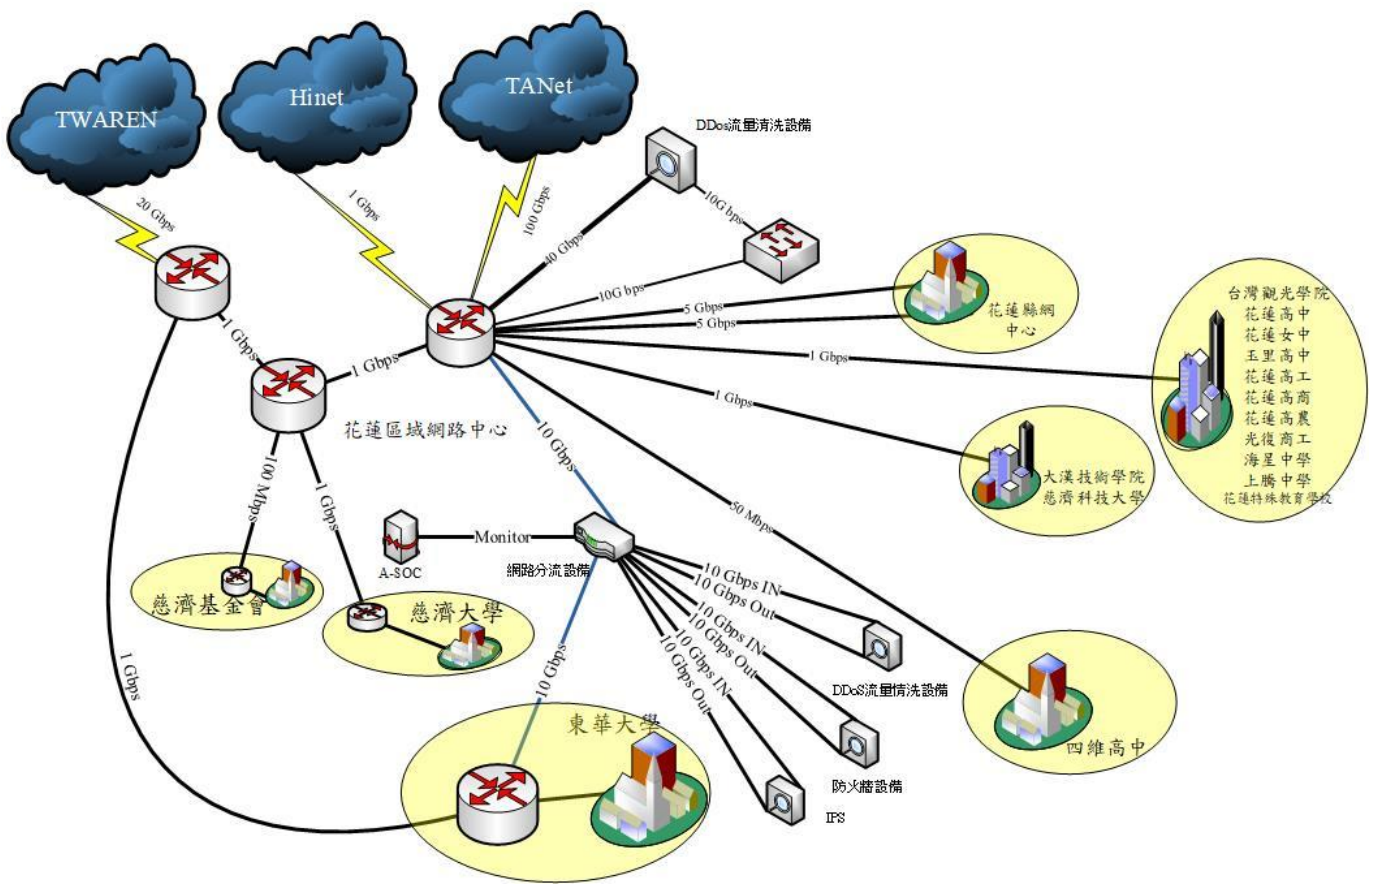 TWAREN
Hinet
TANet
DDos流量清洗設備
20 Gbps
1 Gbps
100 Gbps
40 Gbps
10G bps
10G bps
5 Gbps
5 Gbps
花蓮縣網
中心
1 Gbps
台灣觀光學院
花蓮高中
花蓮女中
玉里高中
花蓮高工
花蓮高商
花蓮高農
光復商工
海星中學
上騰中學
花蓮特殊教育學校
1 Gbps
1 Gbps
1 Gbps
花蓮區域網路中心
大漢技術學院
慈濟科技大學
10 Gbps
100 Mbps
1 Gbps
50 Mbps
Monitor
A-SOC
網路分流設備
慈濟基金會
慈濟大學
10 Gbps IN
10 Gbps Out
10 Gbps IN
10 Gbps Out
10 Gbps IN
10 Gbps Out
1 Gbps
10 Gbps
DDoS流量情洗設備
東華大學
四維高中
防火牆設備
IPS